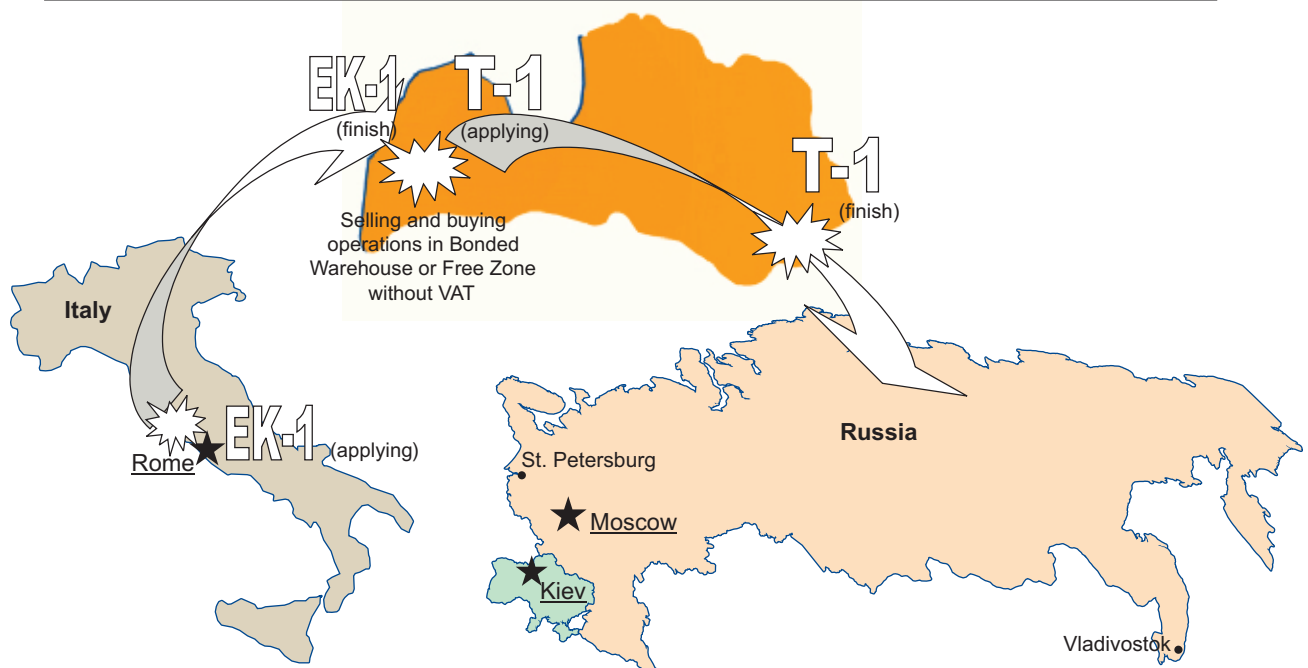 EK-1
(finish)
T-1
(applying)
T-1
(finish)
Selling and buying
operations in Bonded
Warehouse or Free Zone
without VAT
Italy
EK-1 (applying)
Rome
Russia
St. Petersburg
Moscow
Kiev
Vladivostok